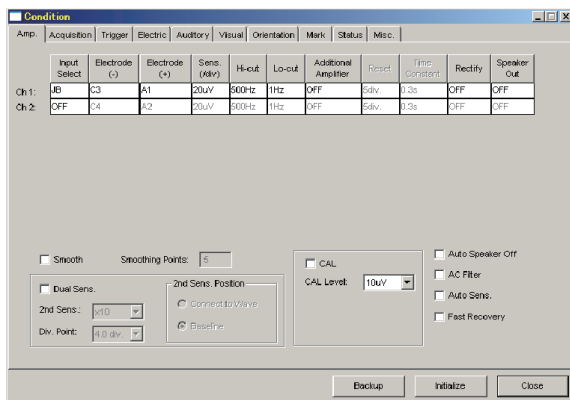 Condition
Amp. Acquisition Trigger Electric Auditory Visual Orientation Mark Status Misc.
Input Select Electrode (-) Electrode (+) Sens. (/div) Hi-cut Lo-cut Additional Amplifier Reset Time Constant Rectify Speaker Out
Ch 1: JB C3 A1 20uV 500Hz 1Hz OFF 5div. 0.3s OFF OFF
Ch 2: OFF C4 A2 20uV 500Hz 1Hz OFF 5div. 0.3s OFF OFF
Smooth Smoothing Points: 5
Dual Sens.
2nd Sens.: x10
Div. Point: 4.0 div.
2nd Sens. Position
Connect to Wave
Baseline
CAL
CAL Level: 10uV
Auto Speaker Off
AC Filter
Auto Sens.
Fast Recovery
Backup Initialize Close